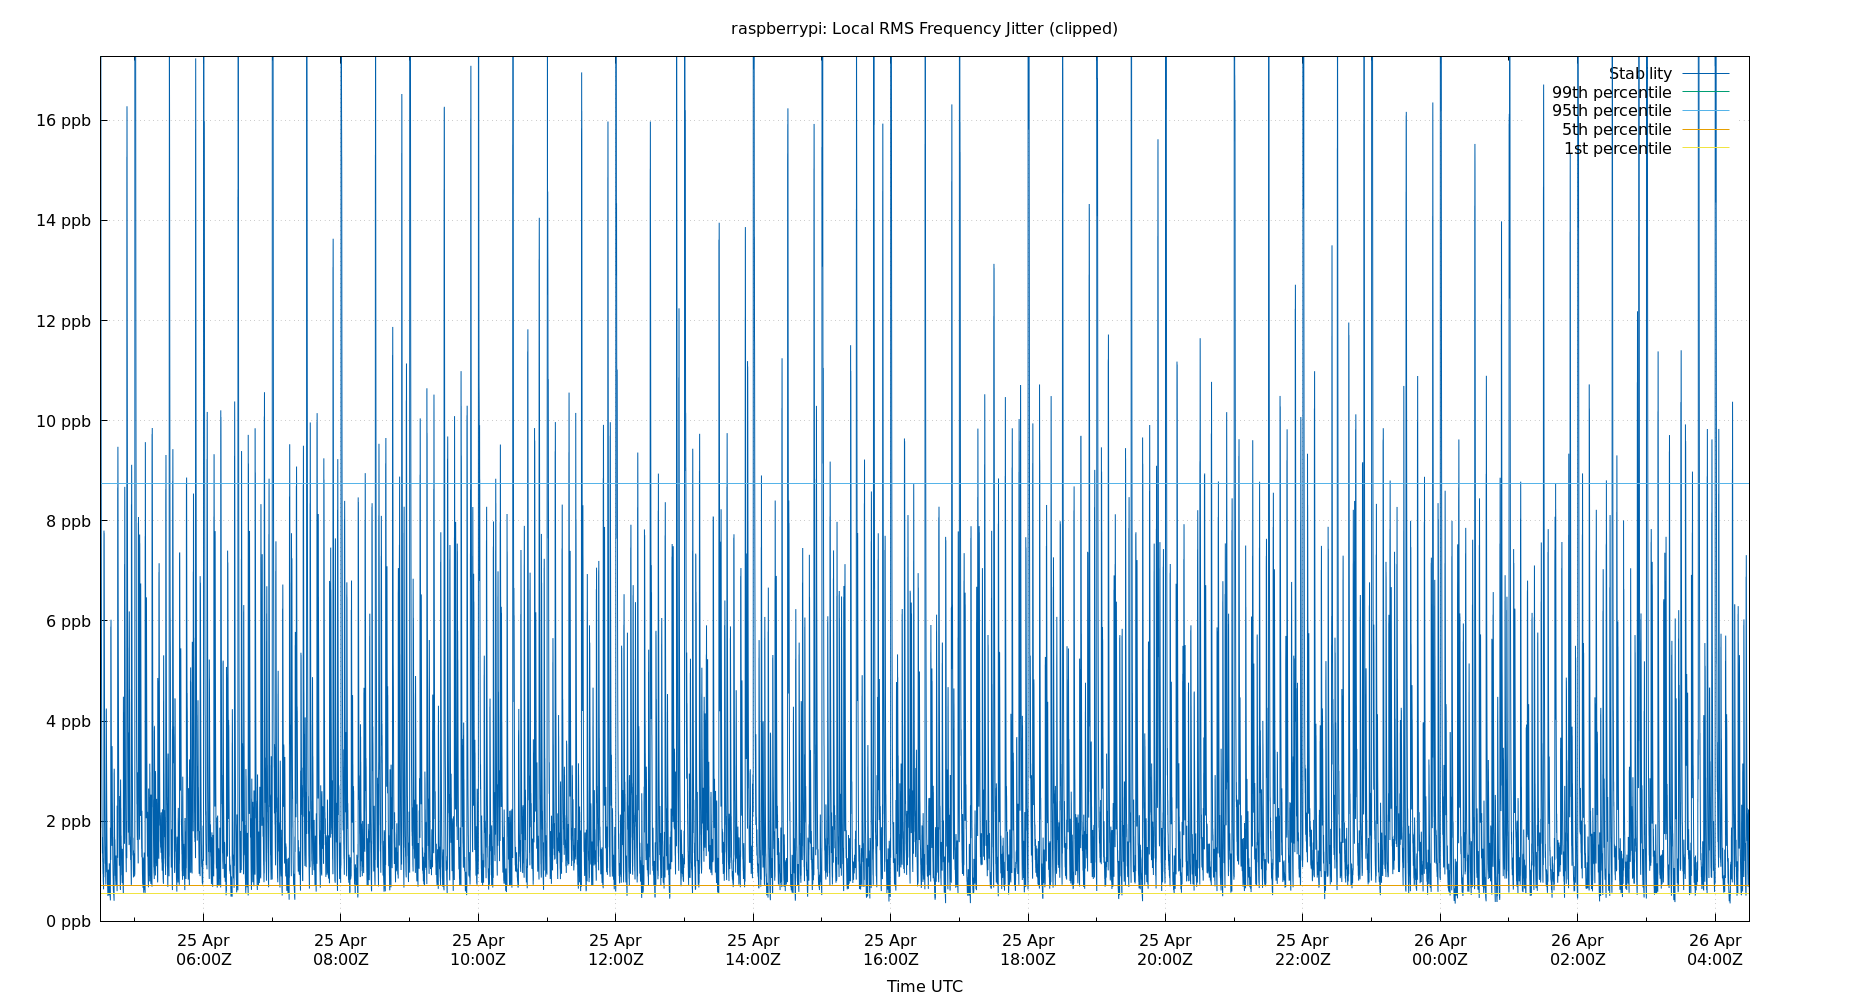 raspberrypi: Local RMS Frequency Jitter (clipped)
Stability
99th percentile
95th percentile
5th percentile
1st percentile
16 ppb
14 ppb
12 ppb
10 ppb
8 ppb
6 ppb
4 ppb
2 ppb
0 ppb
25 Apr 25 Apr 25 Apr 25 Apr 25 Apr 25 Apr 25 Apr 25 Apr 25 Apr 26 Apr 26 Apr 26 Apr
06:00Z 08:00Z 10:00Z 12:00Z 14:00Z 16:00Z 18:00Z 20:00Z 22:00Z 00:00Z 02:00Z 04:00Z
Time UTC